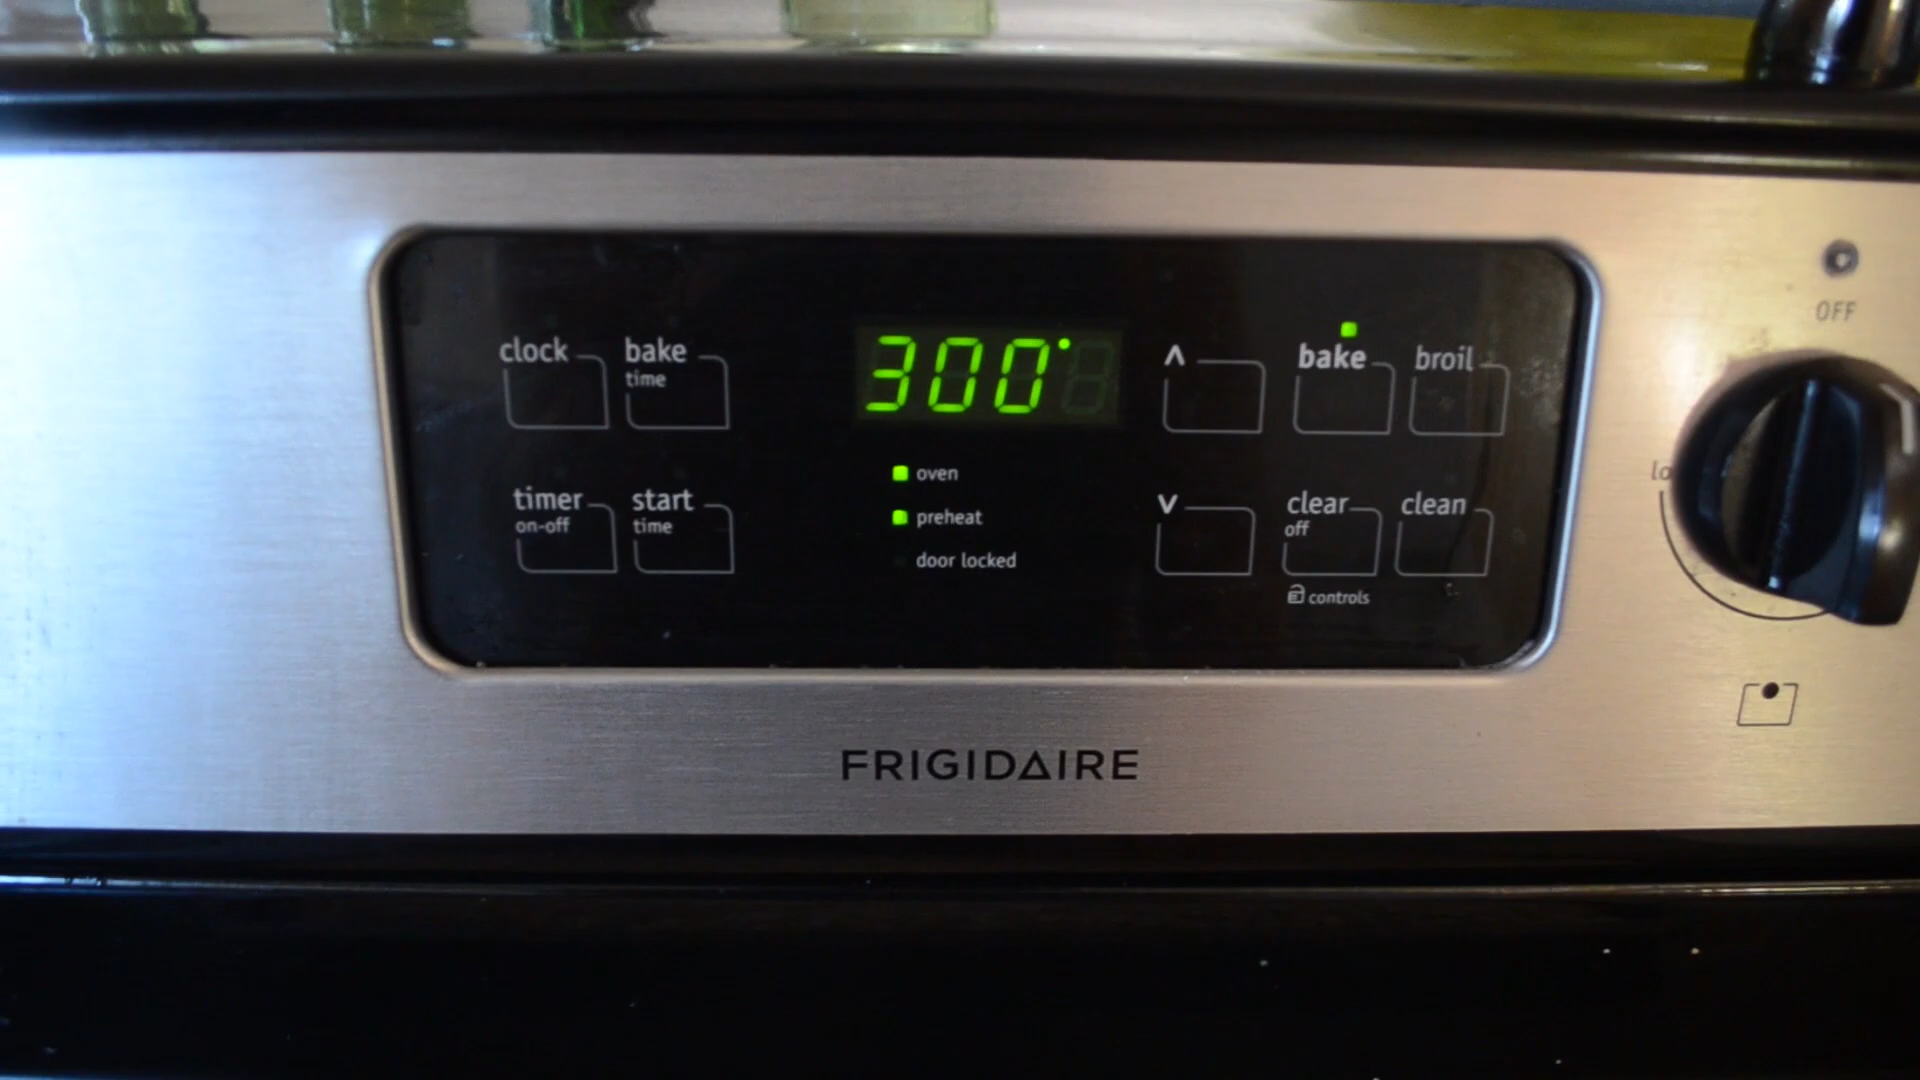 clock
bake
time
300°
^
bake
broil
OFF
oven
preheat
door locked
timer
on-off
start
time
v
clear
off
clean
controls
lo
FRIGIDAIRE